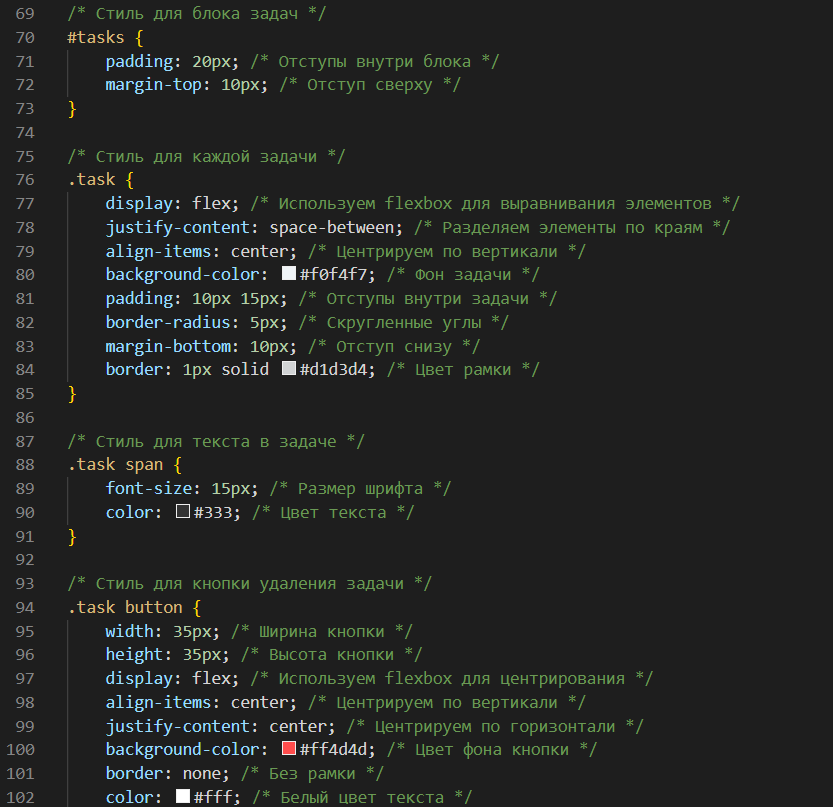 69 /* Стиль для блока задач */
70 #tasks {
71 padding: 20px; /* Отступы внутри блока */
72 margin-top: 10px; /* Отступ сверху */
73 }
74
75 /* Стиль для каждой задачи */
76 .task {
77 display: flex; /* Используем flexbox для выравнивания элементов */
78 justify-content: space-between; /* Разделяем элементы по краям */
79 align-items: center; /* Центрируем по вертикали */
80 background-color: #f0f4f7; /* Фон задачи */
81 padding: 10px 15px; /* Отступы внутри задачи */
82 border-radius: 5px; /* Скругленные углы */
83 margin-bottom: 10px; /* Отступ снизу */
84 border: 1px solid #d1d3d4; /* Цвет рамки */
85 }
86
87 /* Стиль для текста в задаче */
88 .task span {
89 font-size: 15px; /* Размер шрифта */
90 color: #333; /* Цвет текста */
91 }
92
93 /* Стиль для кнопки удаления задачи */
94 .task button {
95 width: 35px; /* Ширина кнопки */
96 height: 35px; /* Высота кнопки */
97 display: flex; /* Используем flexbox для центрирования */
98 align-items: center; /* Центрируем по вертикали */
99 justify-content: center; /* Центрируем по горизонтали */
100 background-color: #ff4d4d; /* Цвет фона кнопки */
101 border: none; /* Без рамки */
102 color: #fff; /* Белый цвет текста */